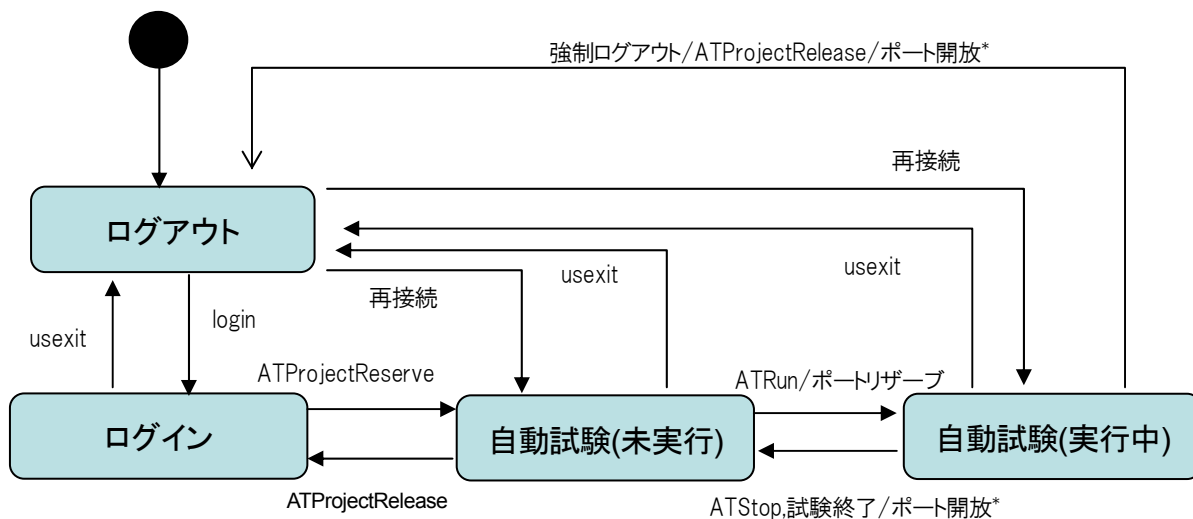 強制ログアウト/ATProjectRelease/ポート開放*
再接続
ログアウト
usexit
usexit
再接続
login
usexit
ATProjectReserve
ATRun/ポートリザーブ
ログイン
自動試験(未実行)
自動試験(実行中)
ATProjectRelease
ATStop,試験終了/ポート開放*